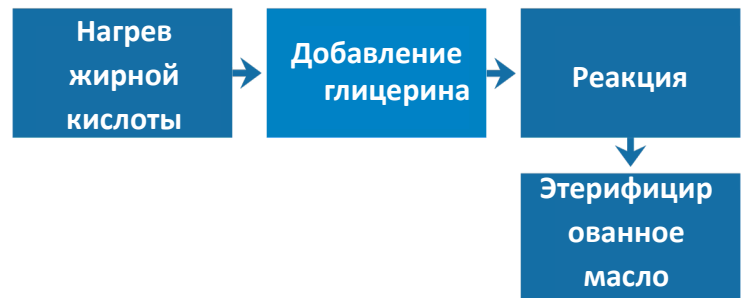 Нагрев
жирной
кислоты
Добавление
глицерина
Реакция
Этерифицир
ованное
масло